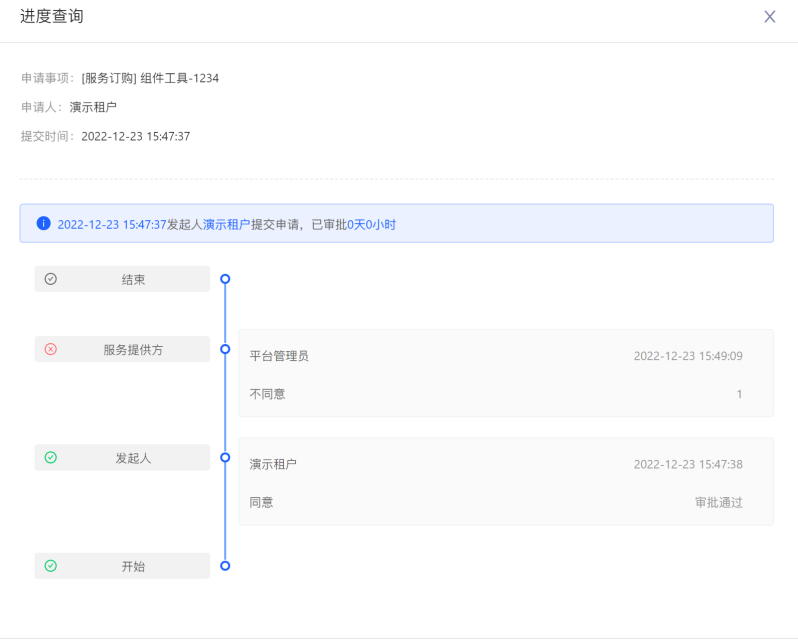 进度查询
申请事项：[服务订购] 组件工具-1234
申请人：演示租户
提交时间：2022-12-23 15:47:37
2022-12-23 15:47:37发起人演示租户提交申请，已审批0天0小时
结束
服务提供方
平台管理员 2022-12-23 15:49:09
不同意 1
发起人
演示租户 2022-12-23 15:47:38
同意 审批通过
开始